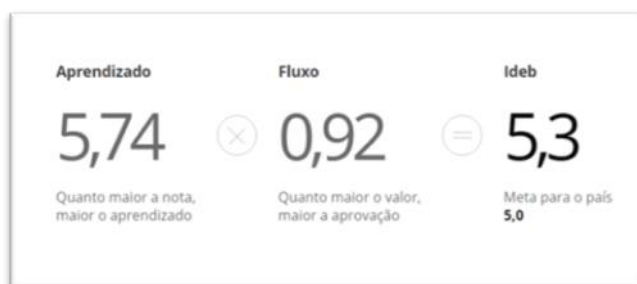 Aprendizado
Fluxo
Ideb
5,74 × 0,92 = 5,3
Quanto maior a nota,
maior o aprendizado
Quanto maior o valor,
maior a aprovação
Meta para o país
5,0